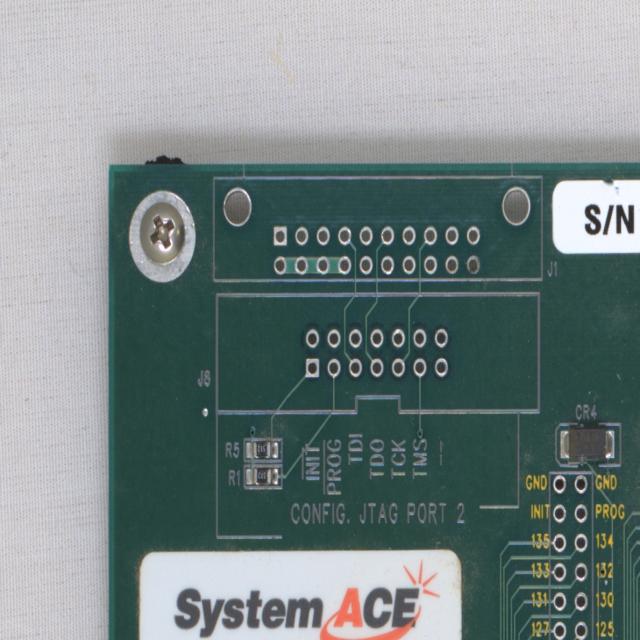 S/N
J1
J8
CR4
R5
R1
INIT
PROG
TDI
TDO
TCK
TMS
CONFIG. JTAG PORT 2
GND GND
INIT PROG
135 134
133 132
131 130
127 125
System ACE